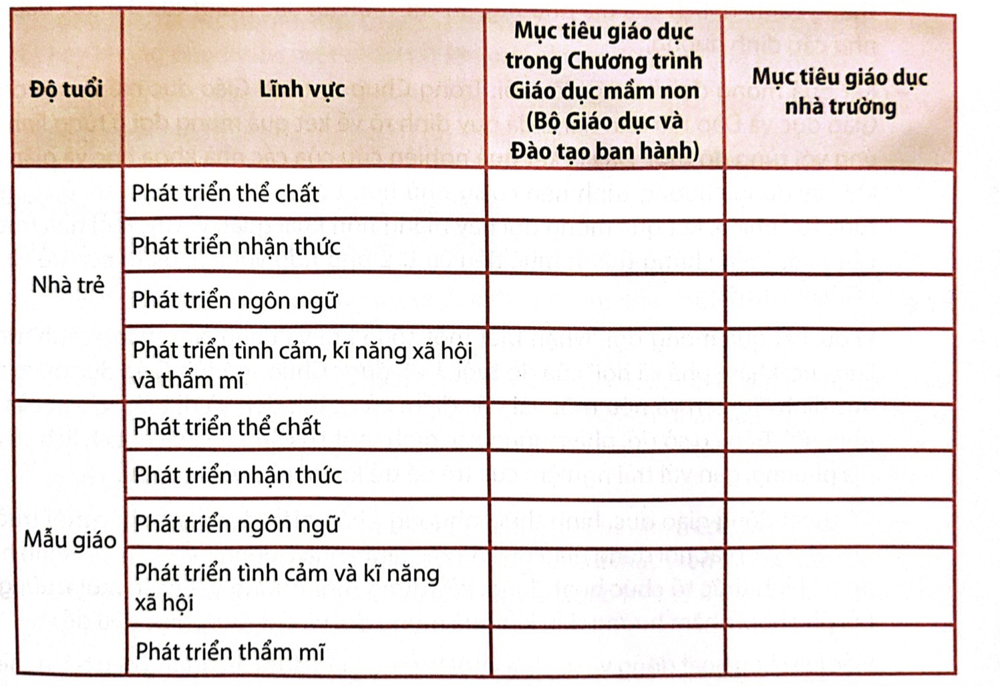 Độ tuổi
Lĩnh vực
Mục tiêu giáo dục
trong Chương trình
Giáo dục mầm non
(Bộ Giáo dục và
Đào tạo ban hành)
Mục tiêu giáo dục
nhà trường
Nhà trẻ
Phát triển thể chất
Phát triển nhận thức
Phát triển ngôn ngữ
Phát triển tình cảm, kĩ năng xã hội
và thẩm mĩ
Mẫu giáo
Phát triển thể chất
Phát triển nhận thức
Phát triển ngôn ngữ
Phát triển tình cảm và kĩ năng
xã hội
Phát triển thẩm mĩ